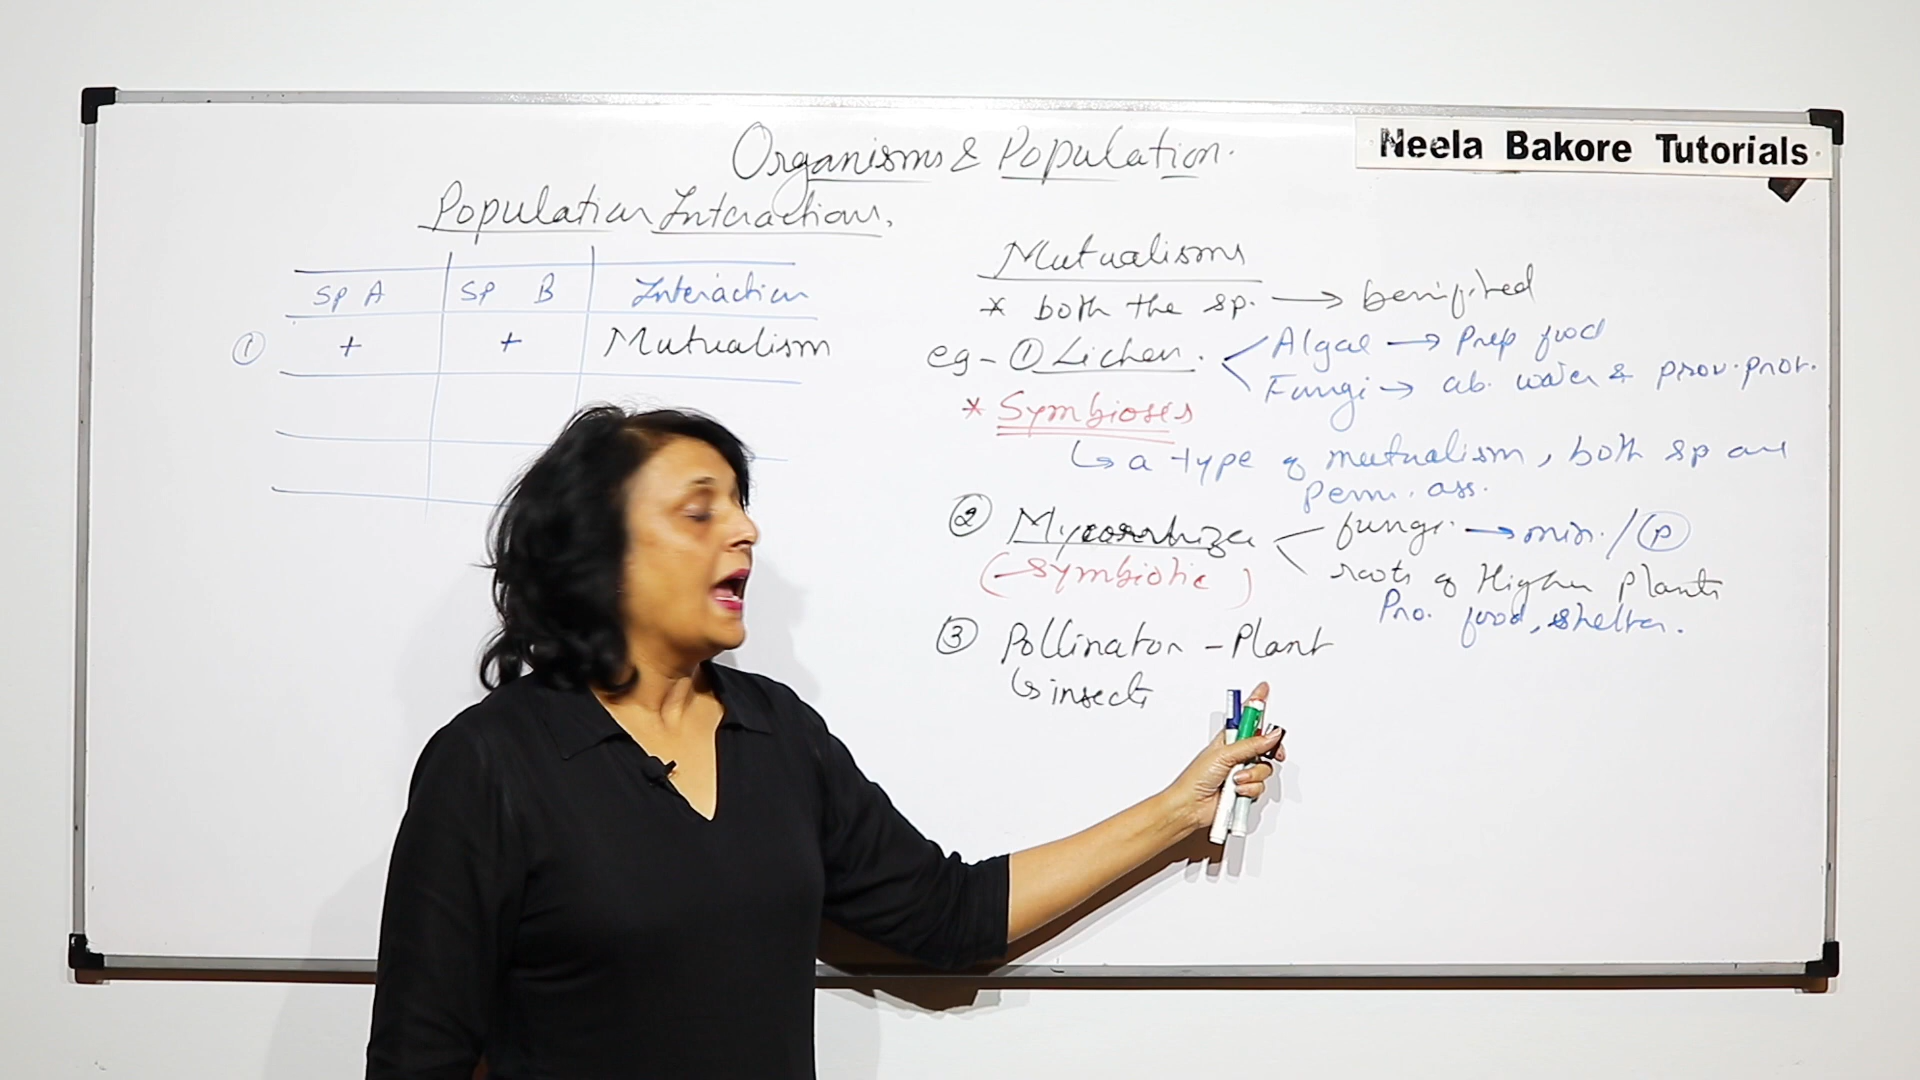 Organisms & Population.
Neela Bakore Tutorials
Population Interactions.
Sp A Sp B Interaction
① + + Mutualism
Mutualisms
* both the sp. → benifited
eg - ① Lichen. Algae → Prep food
Fungi → ab. water & prov. prot.
* Symbioses
↳ a type of mutualism, both sp are
perm. ass.
② Mycorrhiza fungi → min. / P
(symbiotic) roots of Higher Plants
Pro. food, shelter.
③ Pollinator - Plant
↳ insects